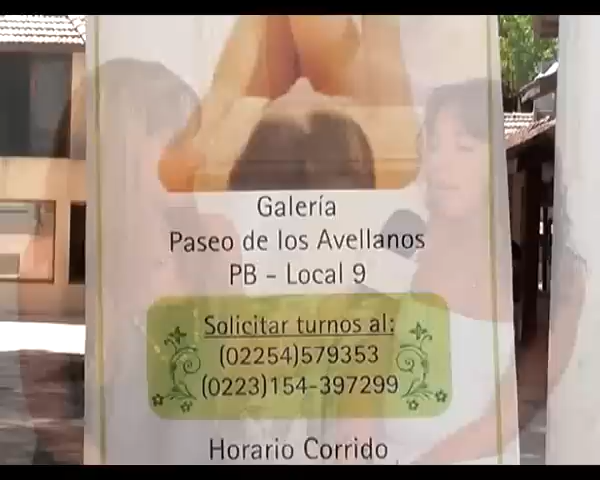 Galería
Paseo de los Avellanos
PB - Local 9
Solicitar turnos al:
(02254)579353
(0223)154-397299
Horario Corrido